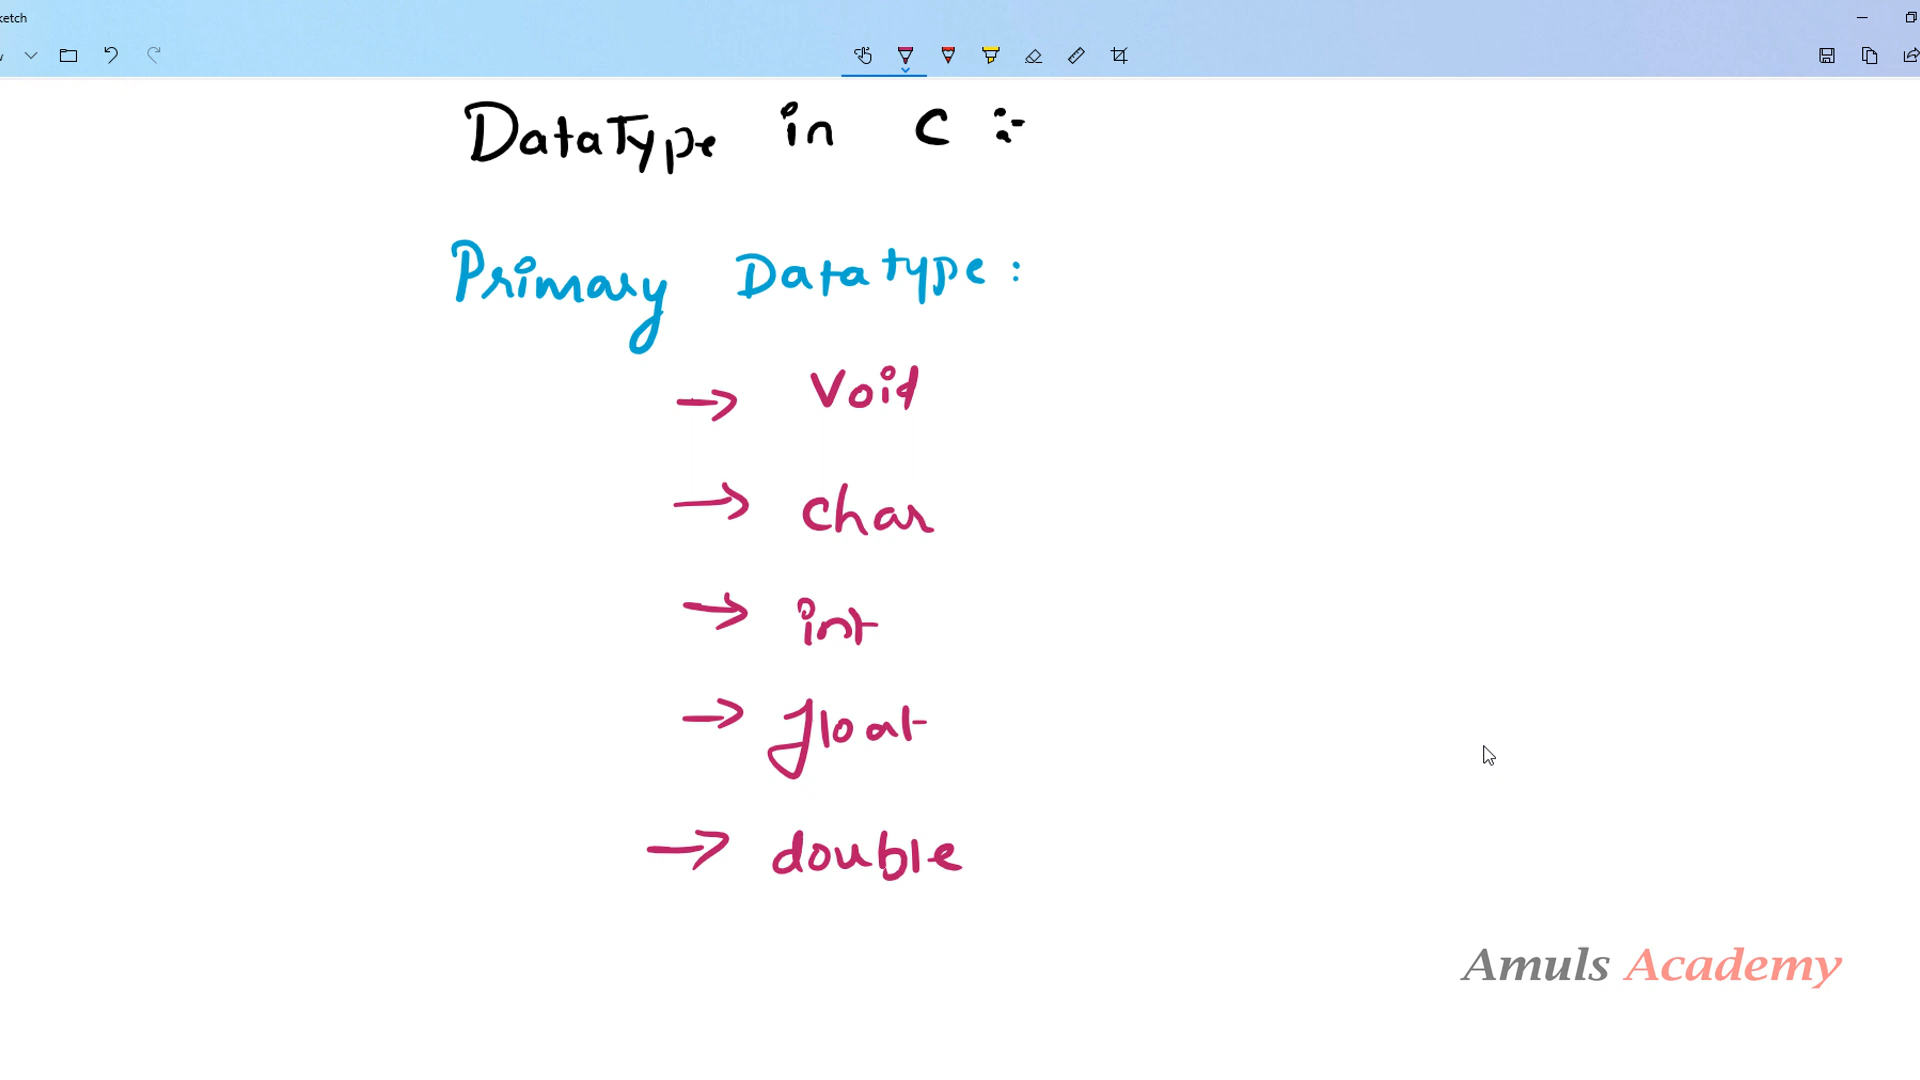 ketch
DataType in C :-
Primary Datatype :
→ Void
→ char
→ int
→ float
→ double
Amuls Academy